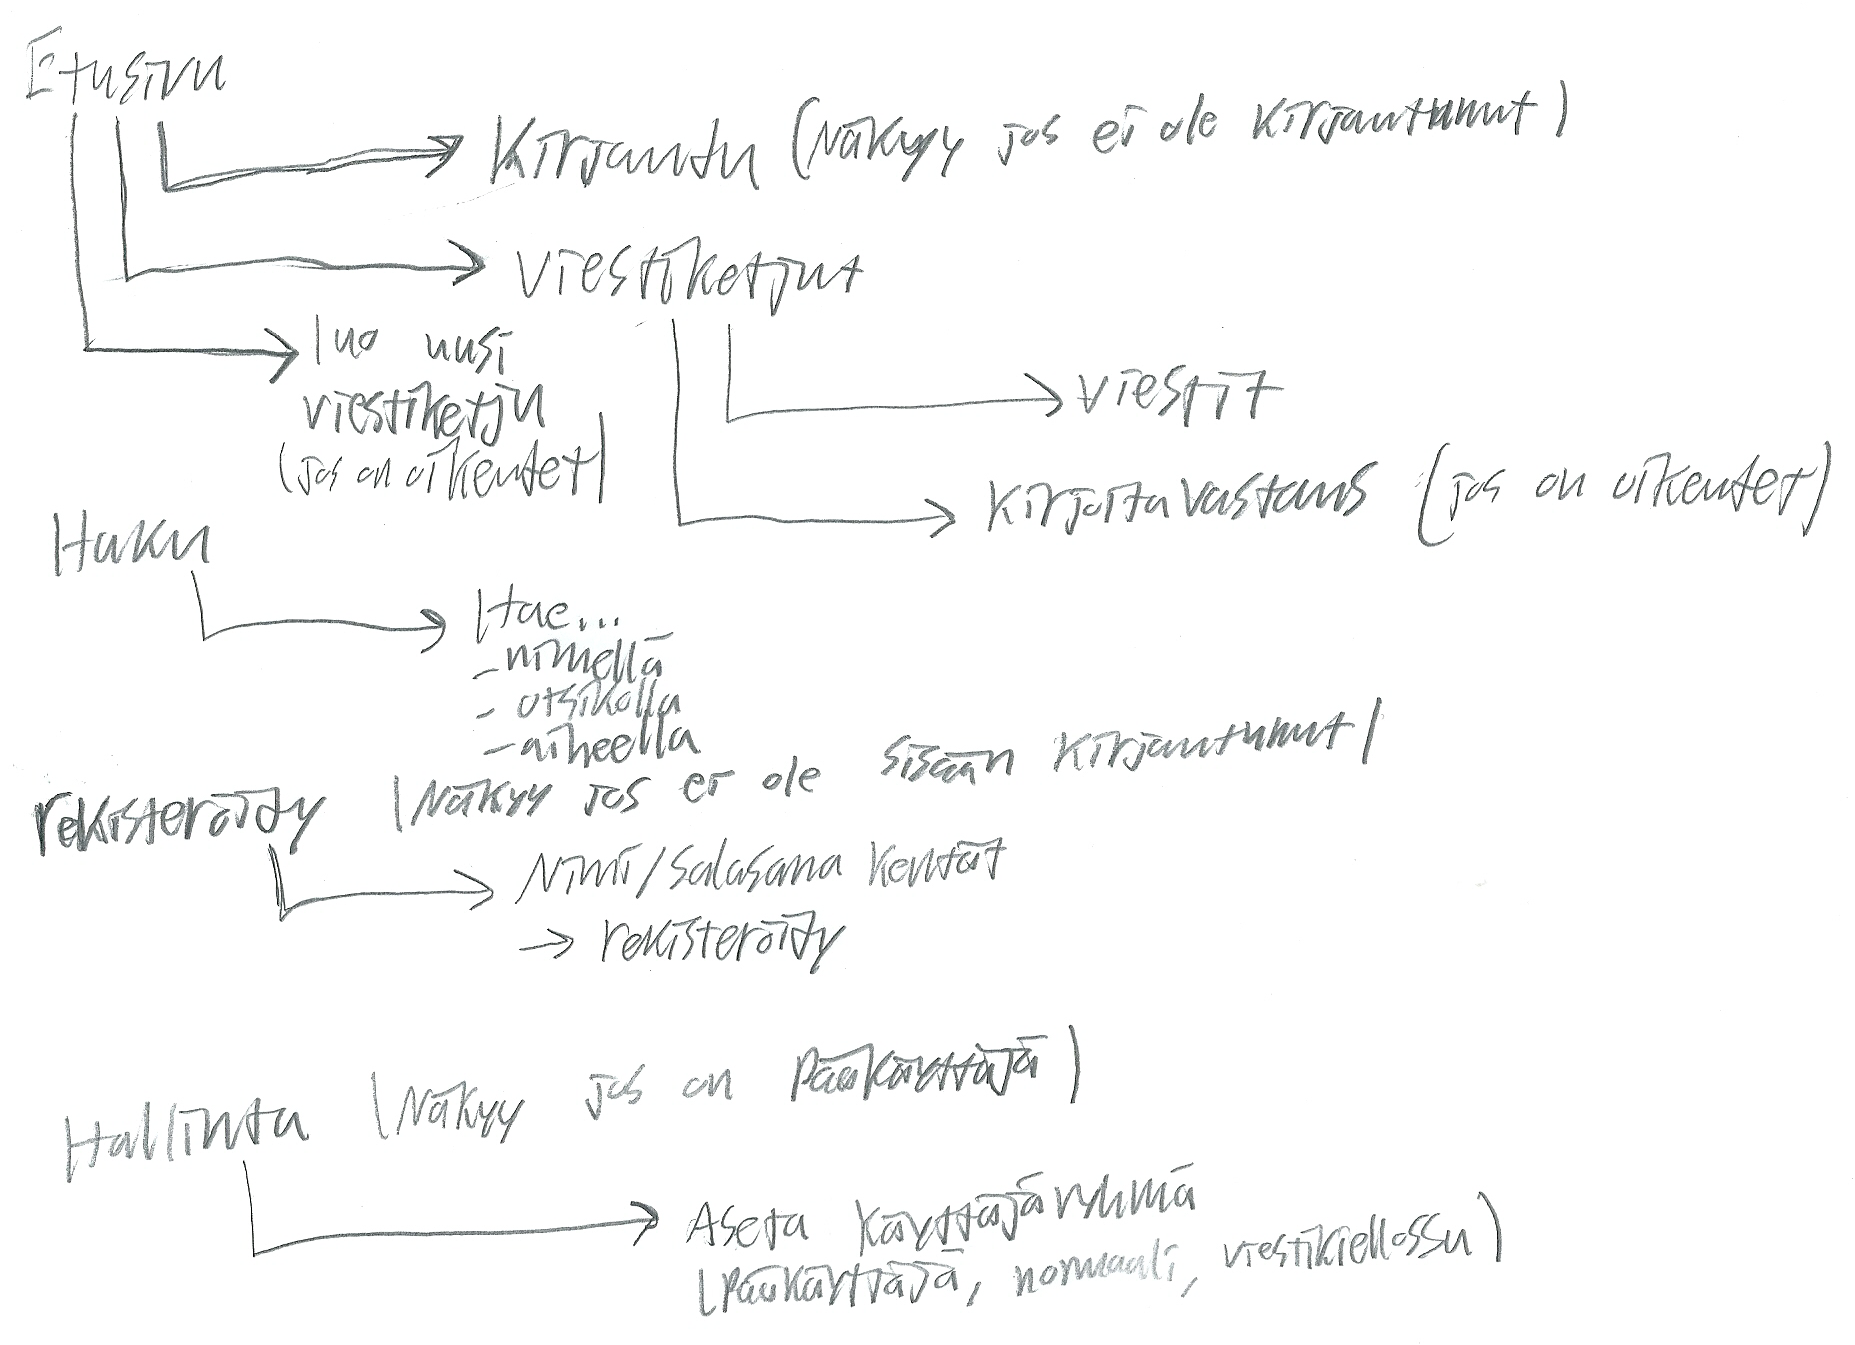 Etusivu
Kirjaudu (Näkyy jos ei ole kirjautunut)
viestiketjut
luo uusi
viestiketju
(jos on oikeudet)
viestit
kirjoita vastaus (jos on oikeudet)
Haku
Hae...
- nimellä
- otsikolla
- aiheella
rekisteröidy (Näkyy jos ei ole sisään kirjautunut)
Nimi/salasana kentät
→ rekisteröidy
Hallinta (Näkyy jos on Pääkäyttäjä)
Aseta käyttäjäryhmä
(Pääkäyttäjä, normaali, viestikiellossa)